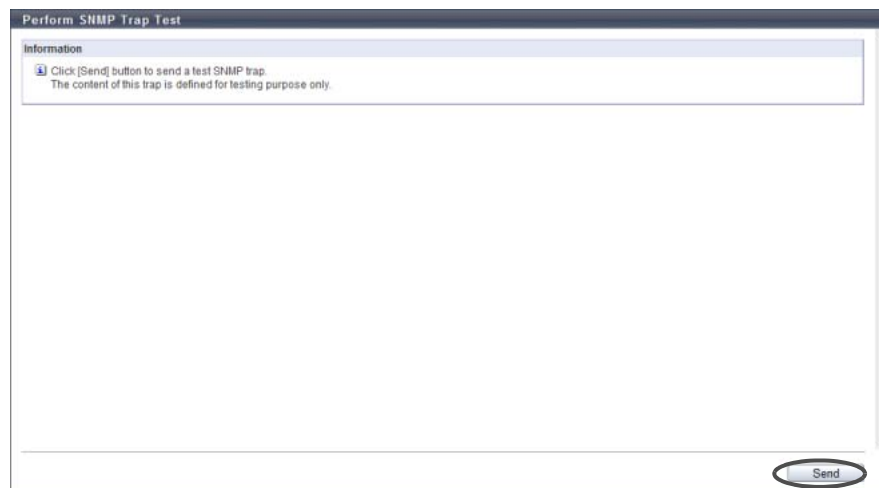 Perform SNMP Trap Test
Information
Click [Send] button to send a test SNMP trap.
The content of this trap is defined for testing purpose only.
Send